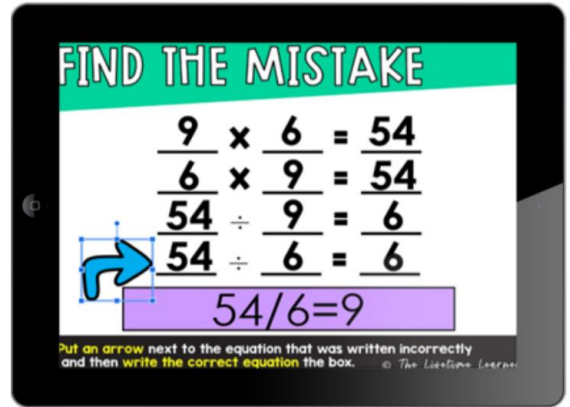 FIND THE MISTAKE
9 × 6 = 54
6 × 9 = 54
54 ÷ 9 = 6
54 ÷ 6 = 6
54/6=9
Put an arrow next to the equation that was written incorrectly
and then write the correct equation the box.
© The Lifetime Learne